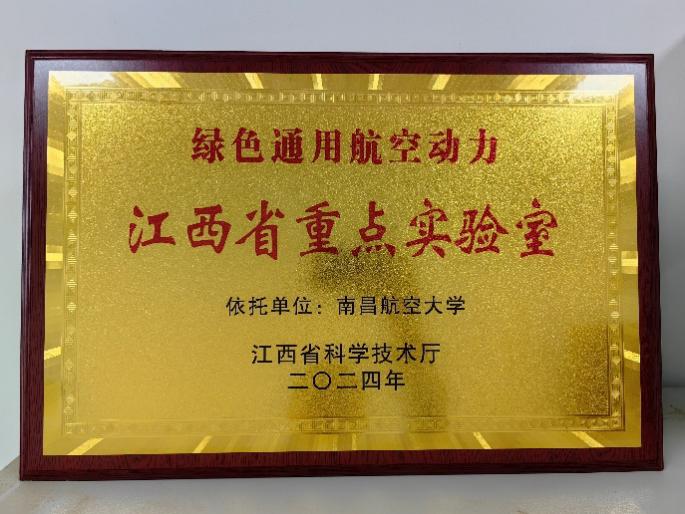 绿色通用航空动力
江西省重点实验室
依托单位：南昌航空大学
江西省科学技术厅
二〇二四年